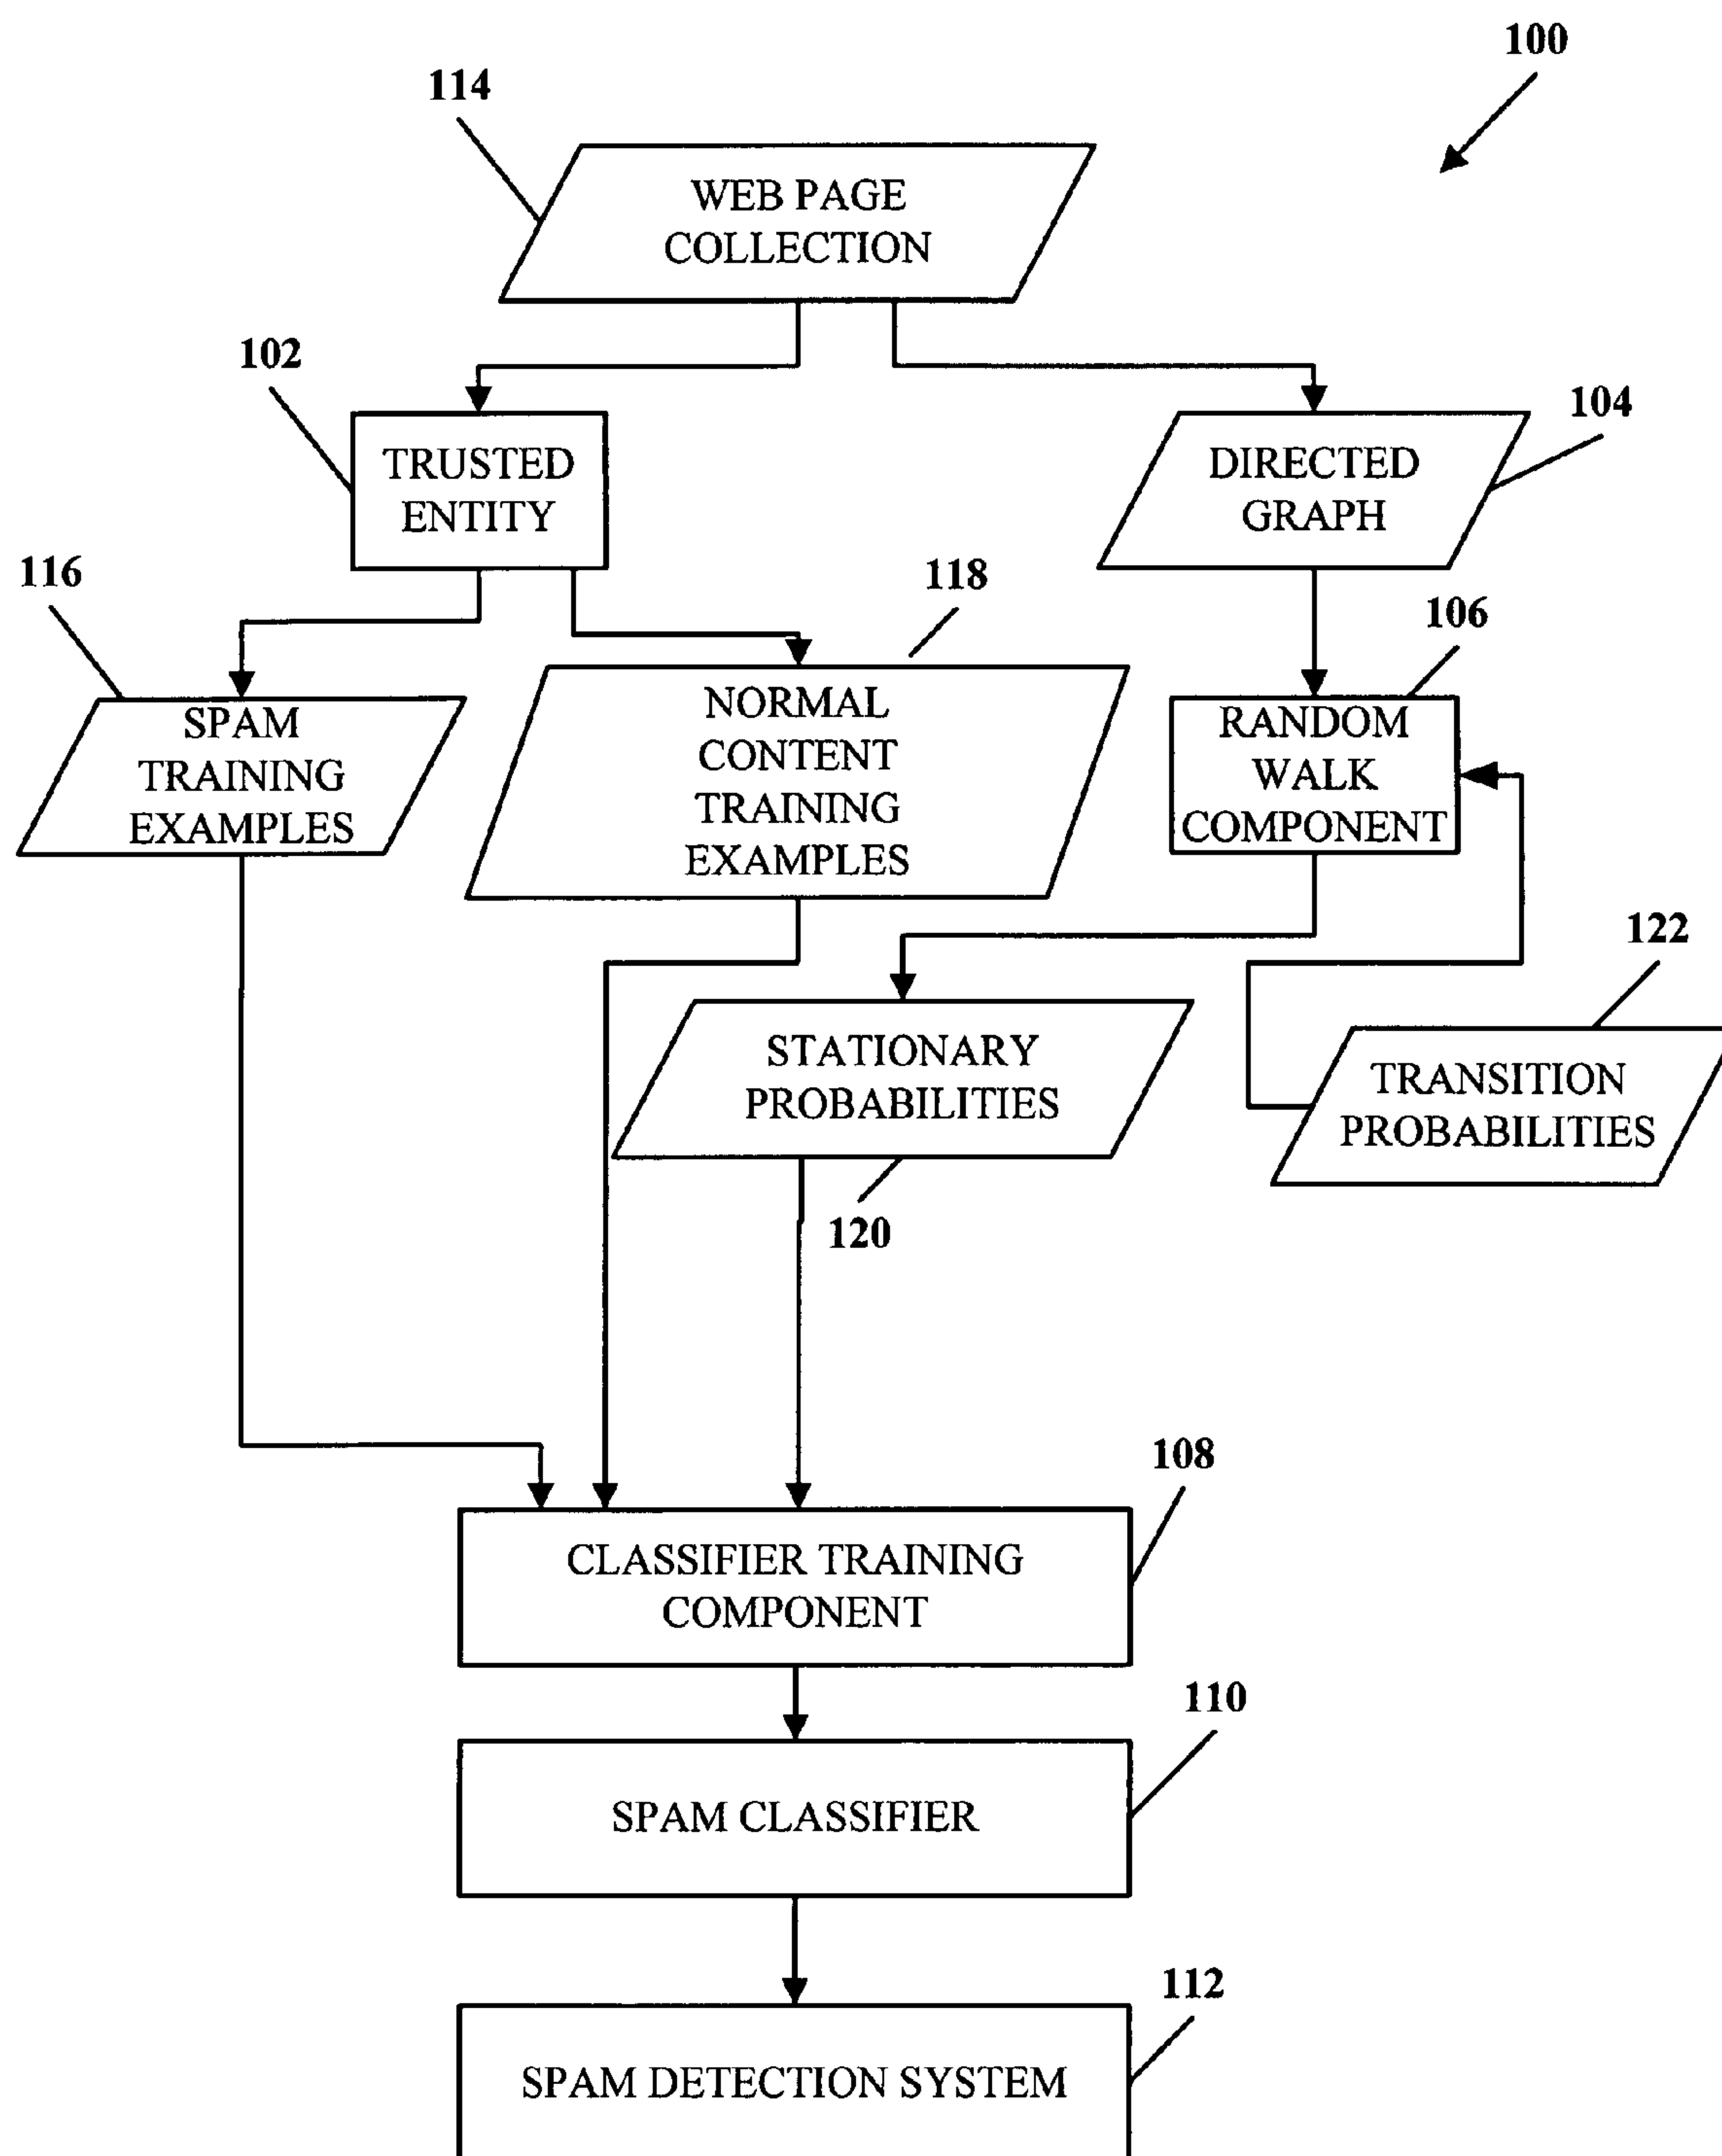 100
114
WEB PAGE
COLLECTION
102
TRUSTED
ENTITY
104
DIRECTED
GRAPH
116
SPAM
TRAINING
EXAMPLES
118
NORMAL
CONTENT
TRAINING
EXAMPLES
106
RANDOM
WALK
COMPONENT
122
TRANSITION
PROBABILITIES
STATIONARY
PROBABILITIES
120
108
CLASSIFIER TRAINING
COMPONENT
110
SPAM CLASSIFIER
112
SPAM DETECTION SYSTEM